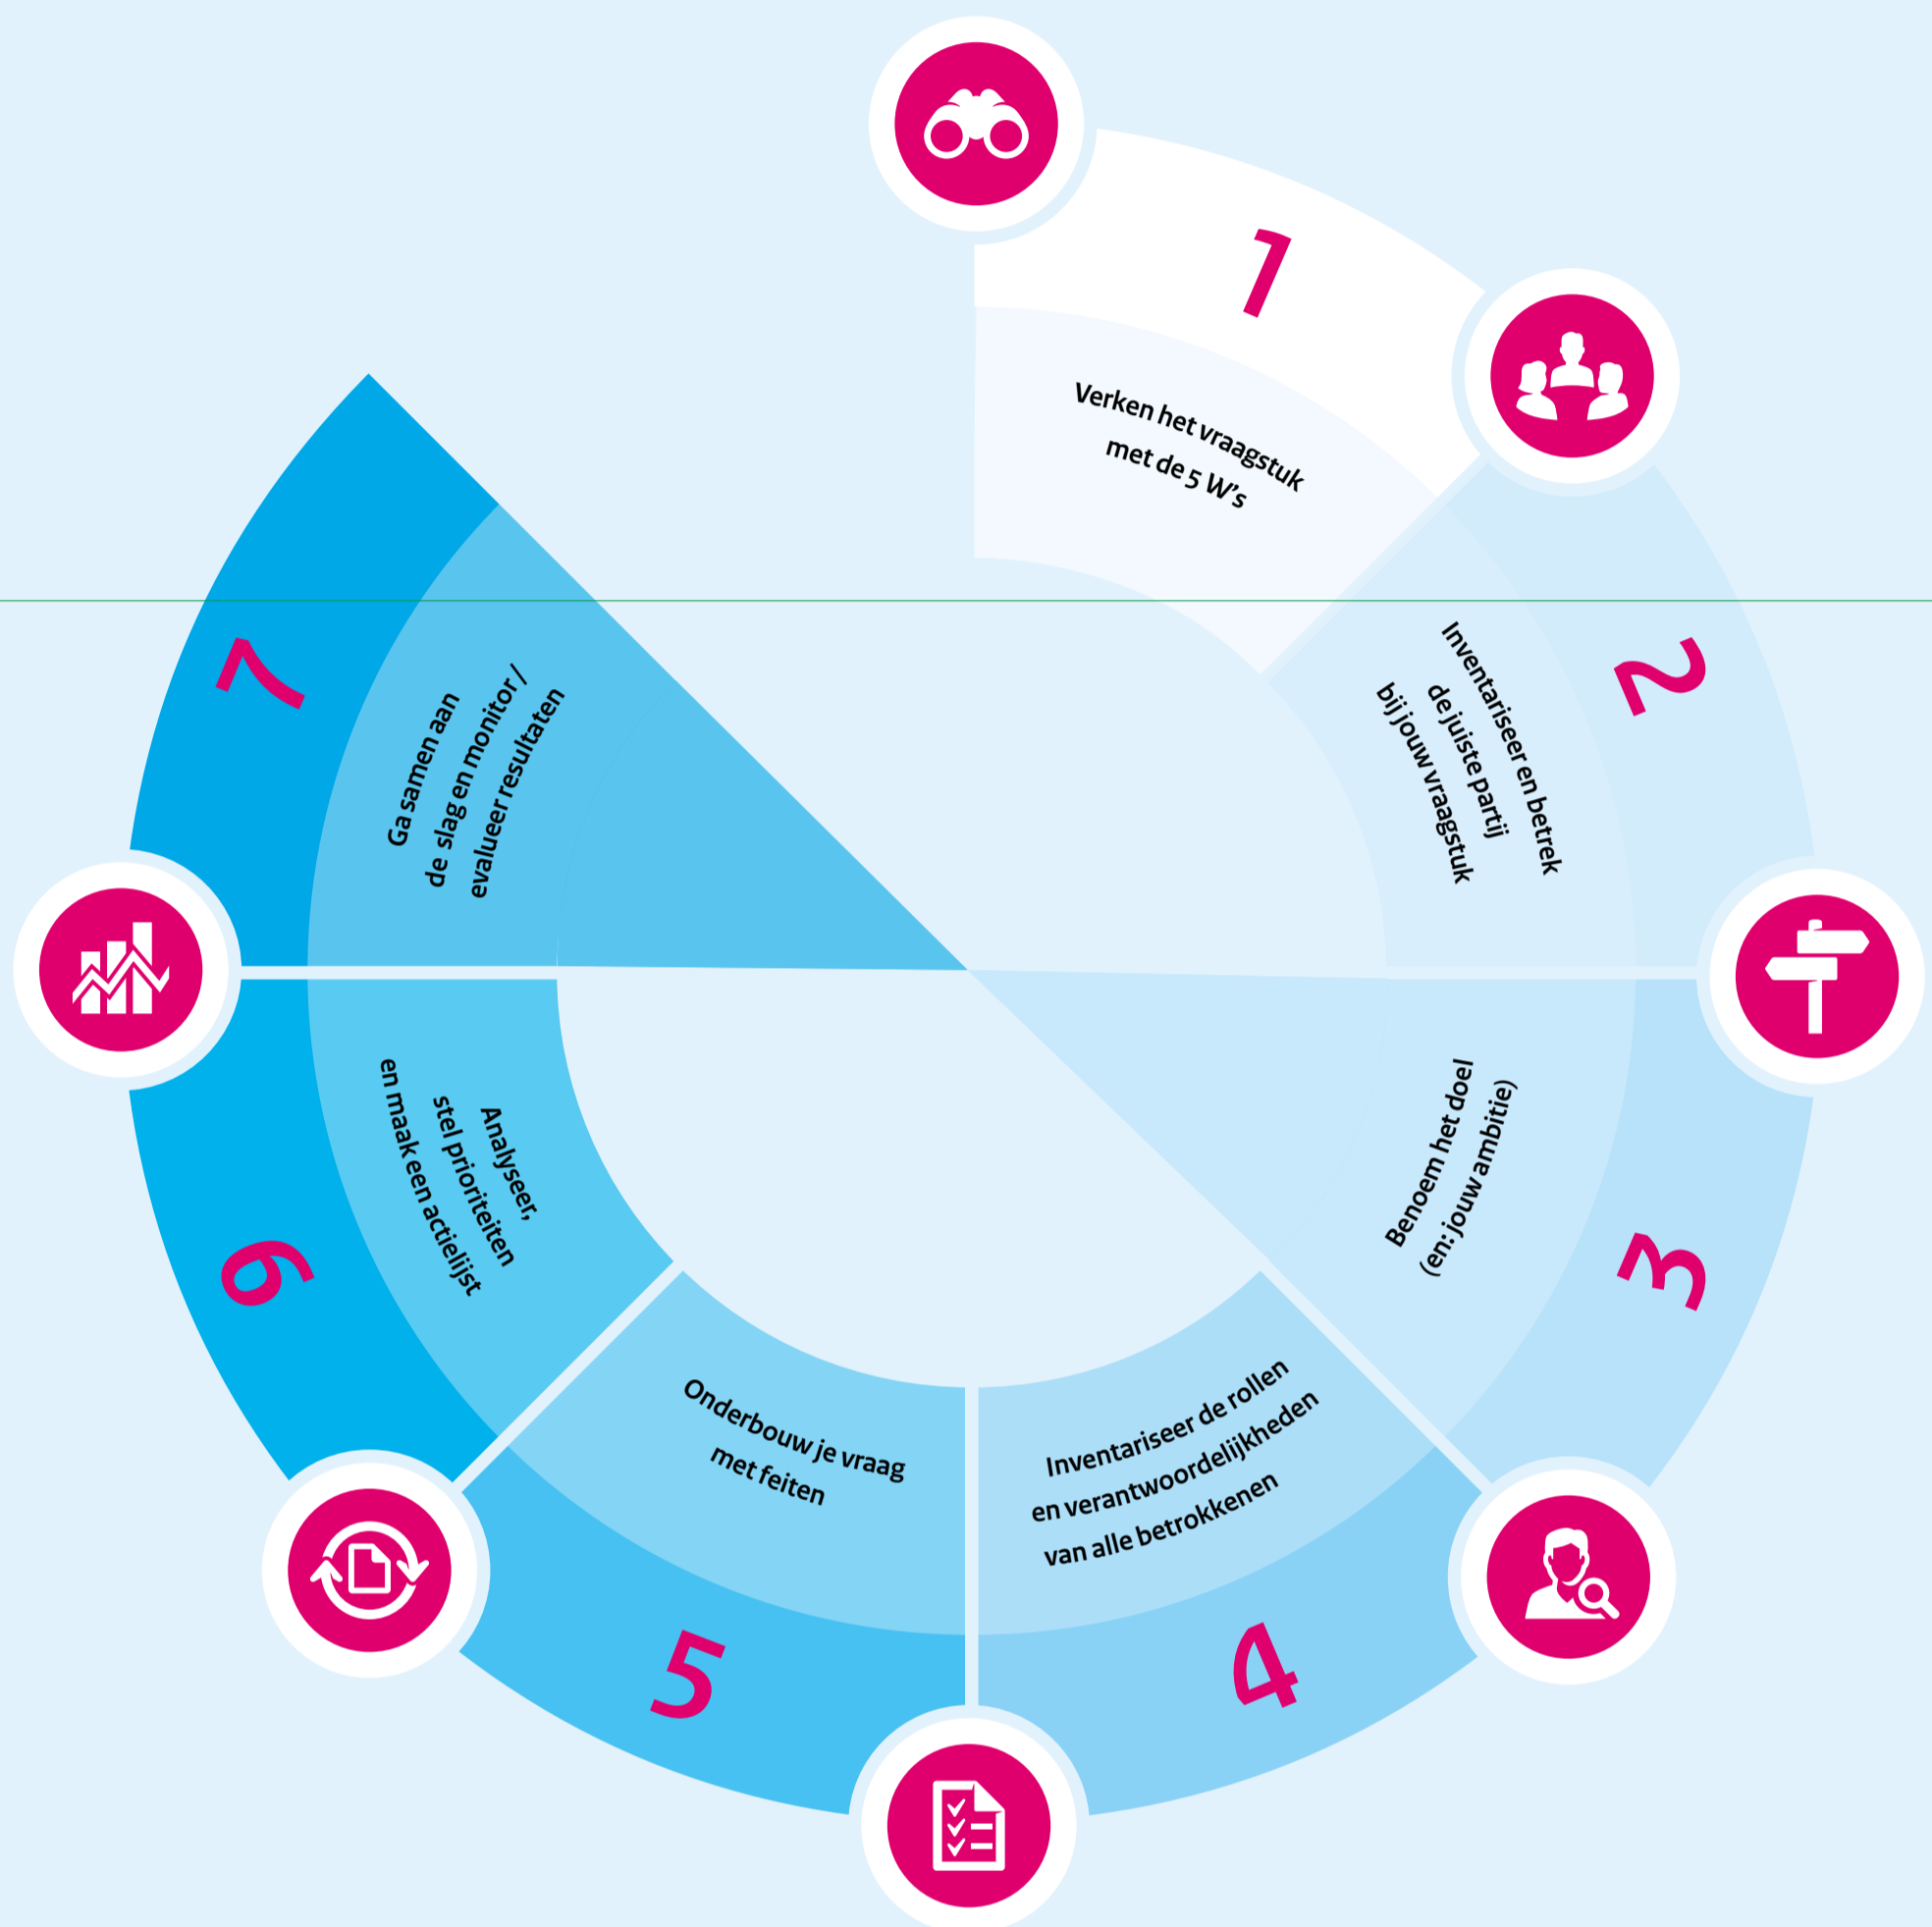 1
Verken het vraagstuk
met de 5 W's
2
Inventariseer en betrek
de juiste partij
bij jouw vraagstuk
3
Benoem het doel
(en: jouw ambitie)
4
Inventariseer de rollen
en verantwoordelijkheden
van alle betrokkenen
5
Onderbouw je vraag
met feiten
6
Analyseer,
stel prioriteiten
en maak een actielijst
7
Ga samen aan
de slag en monitor /
evalueer resultaten